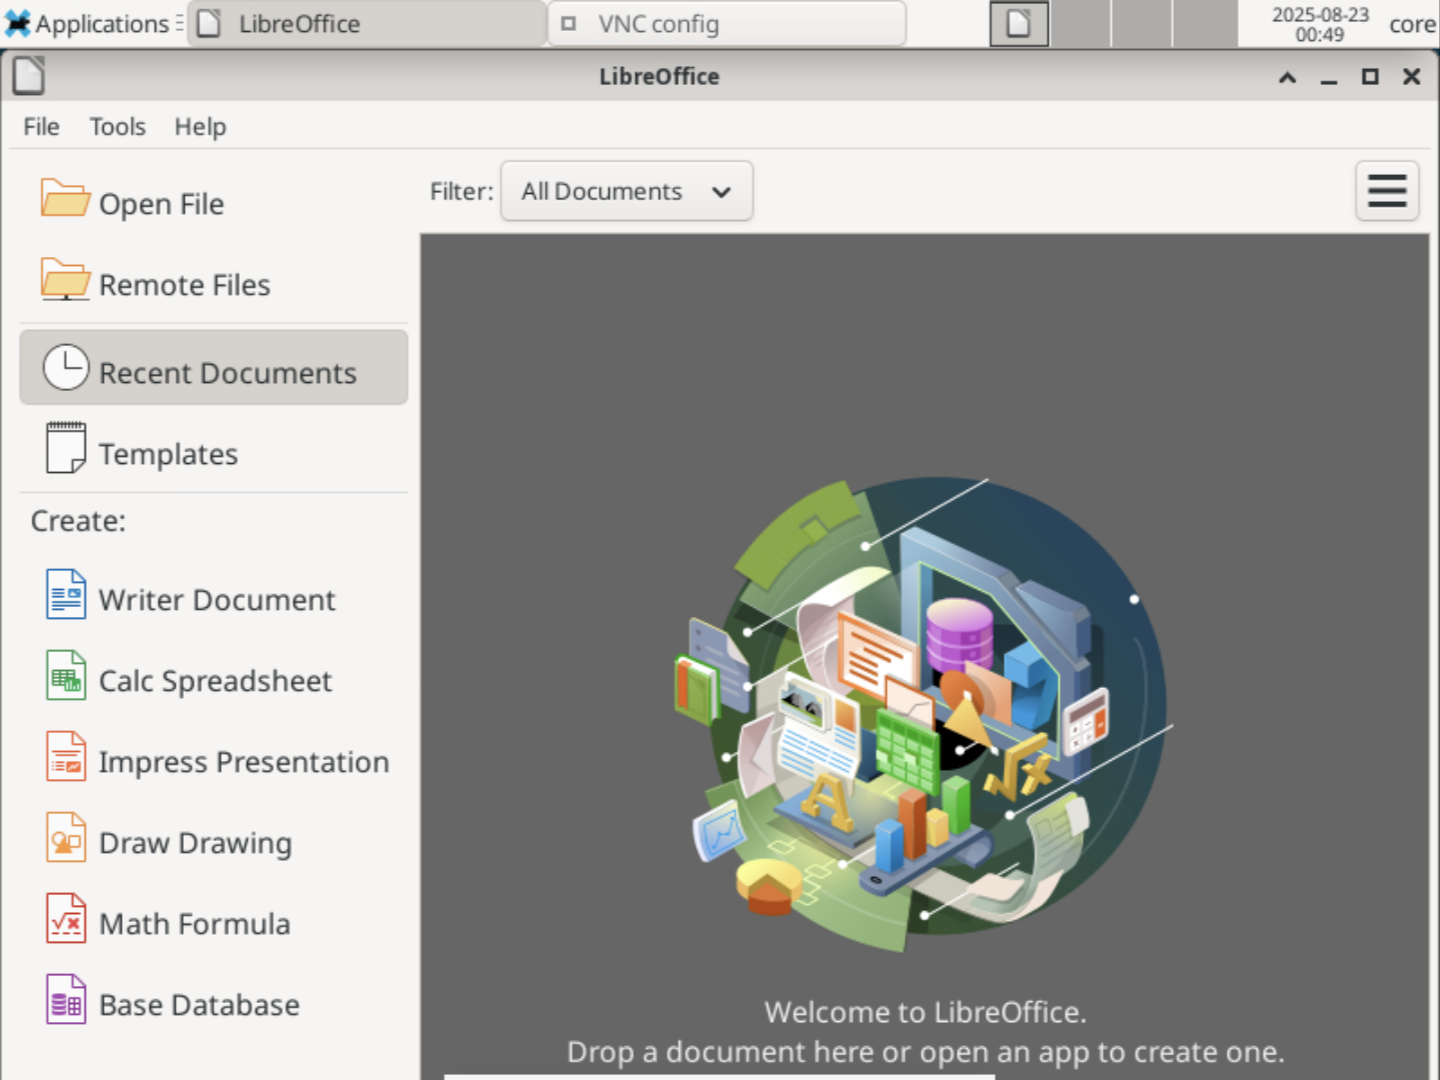 Applications
LibreOffice
VNC config
2025-08-23
00:49
core
LibreOffice
File
Tools
Help
Open File
Remote Files
Recent Documents
Templates
Create:
Writer Document
Calc Spreadsheet
Impress Presentation
Draw Drawing
Math Formula
Base Database
Filter:
All Documents
Welcome to LibreOffice.
Drop a document here or open an app to create one.